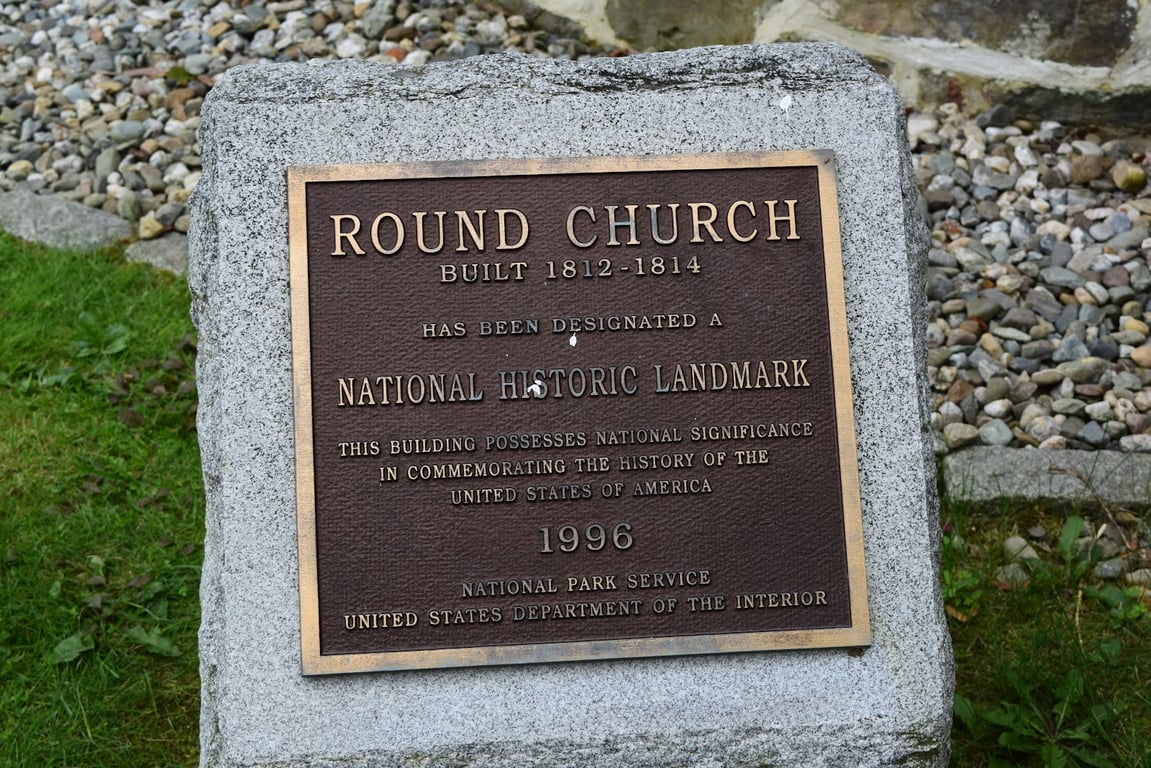 ROUND CHURCH
BUILT 1812-1814
HAS BEEN DESIGNATED A
NATIONAL HISTORIC LANDMARK
THIS BUILDING POSSESSES NATIONAL SIGNIFICANCE
IN COMMEMORATING THE HISTORY OF THE
UNITED STATES OF AMERICA
1996
NATIONAL PARK SERVICE
UNITED STATES DEPARTMENT OF THE INTERIOR